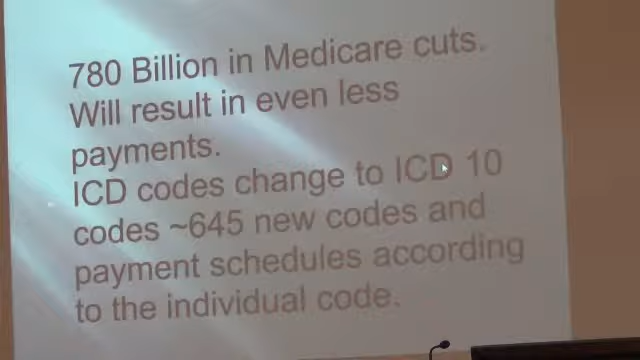 780 Billion in Medicare cuts.
Will result in even less
payments.
ICD codes change to ICD 10
codes ~645 new codes and
payment schedules according
to the individual code.